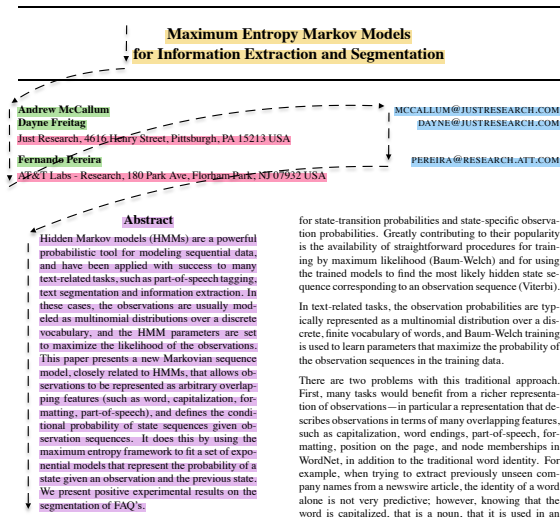 Maximum Entropy Markov Models
for Information Extraction and Segmentation
Andrew McCallum
Dayne Freitag
Just Research, 4616 Henry Street, Pittsburgh, PA 15213 USA
Fernando Pereira
AT&T Labs - Research, 180 Park Ave, Florham Park, NJ 07932 USA
MCCALLUM@JUSTRESEARCH.COM
DAYNE@JUSTRESEARCH.COM
PEREIRA@RESEARCH.ATT.COM
Abstract
Hidden Markov models (HMMs) are a powerful
probabilistic tool for modeling sequential data,
and have been applied with success to many
text-related tasks, such as part-of-speech tagging,
text segmentation and information extraction. In
these cases, the observations are usually mod-
eled as multinomial distributions over a discrete
vocabulary, and the HMM parameters are set
to maximize the likelihood of the observations.
This paper presents a new Markovian sequence
model, closely related to HMMs, that allows ob-
servations to be represented as arbitrary overlap-
ping features (such as word, capitalization, for-
matting, part-of-speech), and defines the condi-
tional probability of state sequences given ob-
servation sequences. It does this by using the
maximum entropy framework to fit a set of expo-
nential models that represent the probability of a
state given an observation and the previous state.
We present positive experimental results on the
segmentation of FAQ's.
for state-transition probabilities and state-specific observa-
tion probabilities. Greatly contributing to their popularity
is the availability of straightforward procedures for train-
ing by maximum likelihood (Baum-Welch) and for using
the trained models to find the most likely hidden state se-
quence corresponding to an observation sequence (Viterbi).
In text-related tasks, the observations are typ-
ically represented as a multinomial distribution over a dis-
crete, finite vocabulary of words, and Baum-Welch training
is used to learn parameters that maximize the probability of
the observation sequences in the training data.
There are two problems with this traditional approach.
First, many tasks would benefit from a richer representa-
tion of observations—in particular a representation that de-
scribes observations in terms of many overlapping features,
such as capitalization, word endings, part-of-speech, for-
matting, position on the page, and node memberships in
WordNet, in addition to the traditional word identity. For
example, when trying to extract previously unseen com-
pany names from a newswire article, the identity of a word
alone is not very predictive; however, knowing that the
word is capitalized, that is a noun, that it is used in an